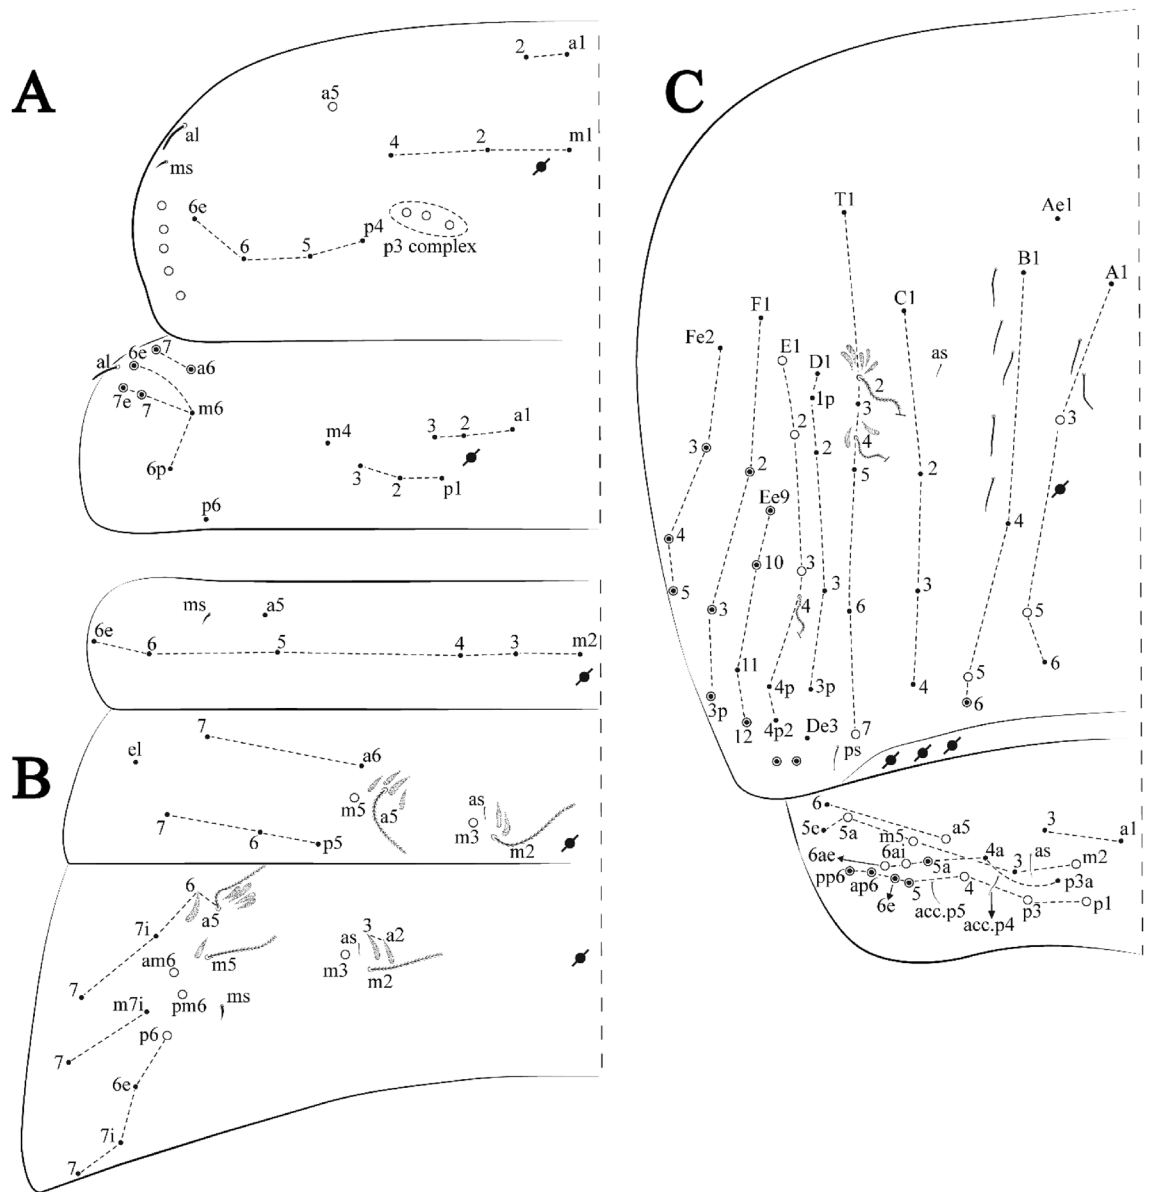 A
2 a1
a5
al
4 2 m1
ms
6e
p4
6 5
p3 complex
7
6e
al
a6
7e 7
m6
a1
3 2
m4
6p
3 2 p1
p6
B
ms a5
6e 6 5 4 3 m2
7
el
a6
m5
as
7
a5
m3
6
p5
m2
6
a5
3
7i
as a2
am6
m5
m3
m2
7
m7i
pm6
ms
p6
7
6e
7i
7
C
T1
Ae1
B1
A1
F1
C1
Fe2
E1
D1
as
2
1p
3
2
3
4
3
2
2
5
2
Ee9
4
4
10
5
3
3
4
3
3
6
5
11
6
5
4p
3p
4
3p
6
12
4p2
De3
7
ps
6
5e
5a
m5
a5
3
a1
6ae
6ai
5a
4a
3
as
m2
pp6
ap6
6e
5
acc.p5
4
acc.p4
p3
p3a
p1